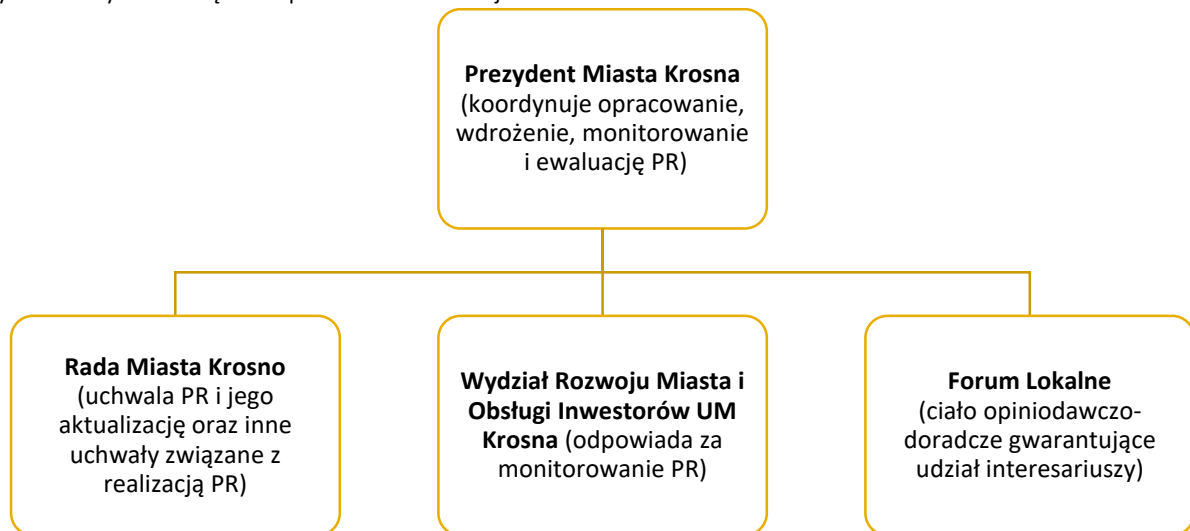 Prezydent Miasta Krosna
(koordynuje opracowanie,
wdrożenie, monitorowanie
i ewaluację PR)
Rada Miasta Krosno
(uchwala PR i jego
aktualizację oraz inne
uchwały związane z
realizacją PR)
Wydział Rozwoju Miasta i
Obsługi Inwestorów UM
Krosna (odpowiada za
monitorowanie PR)
Forum Lokalne
(ciało opiniodawczo-
doradcze gwarantujące
udział interesariuszy)